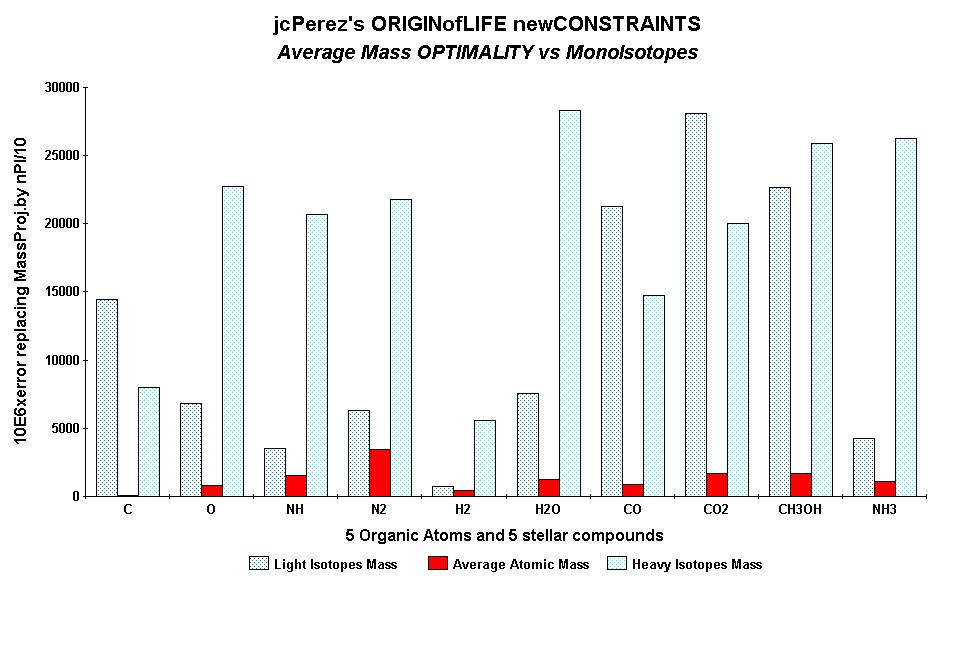 jcPerez's ORIGINofLIFE newCONSTRAINTS
Average Mass OPTIMALITY vs MonoIsotopes
10E6xerror replacing MassProj.by nPI/10
30000
25000
20000
15000
10000
5000
0
C O NH N2 H2 H2O CO CO2 CH3OH NH3
5 Organic Atoms and 5 stellar compounds
Light Isotopes Mass Average Atomic Mass Heavy Isotopes Mass